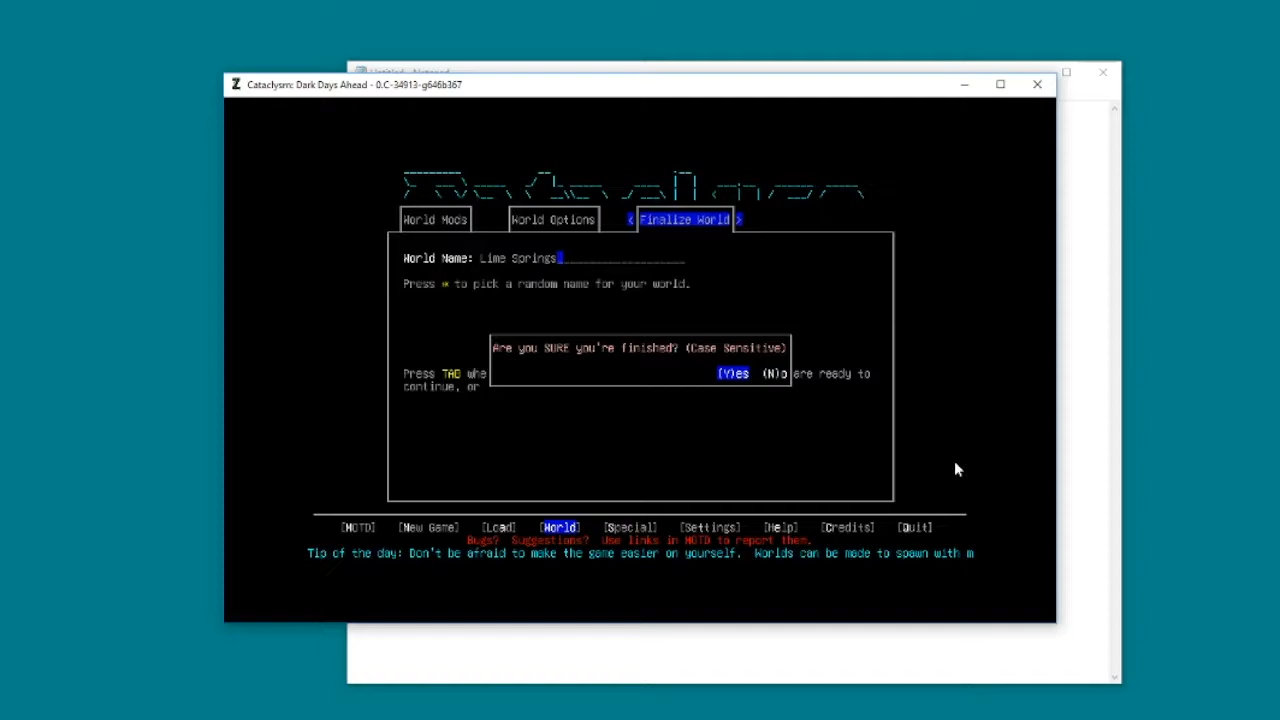 Untitled - Notepad
Cataclysm: Dark Days Ahead - 0.C-34913-g646b367
World Mods World Options < Finalize World >
World Name: Lime Springs
Press * to pick a random name for your world.
Are you SURE you're finished? (Case Sensitive)
Press TAB whe (Y)es (N)o are ready to
continue, or
[MOTD] [New Game] [Load] [World] [Special] [Settings] [Help] [Credits] [Quit]
Bugs? Suggestions? Use links in MOTD to report them.
Tip of the day: Don't be afraid to make the game easier on yourself. Worlds can be made to spawn with m